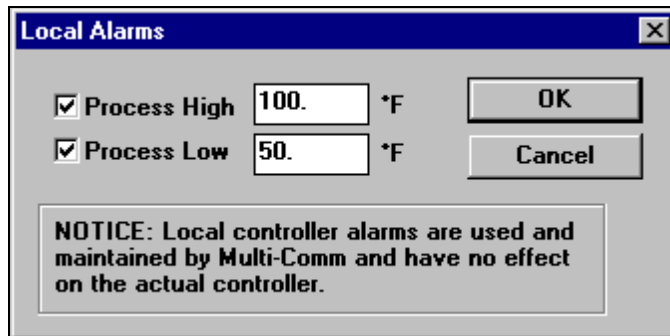 Local Alarms
Process High 100. °F OK
Process Low 50. °F Cancel
NOTICE: Local controller alarms are used and
maintained by Multi-Comm and have no effect
on the actual controller.